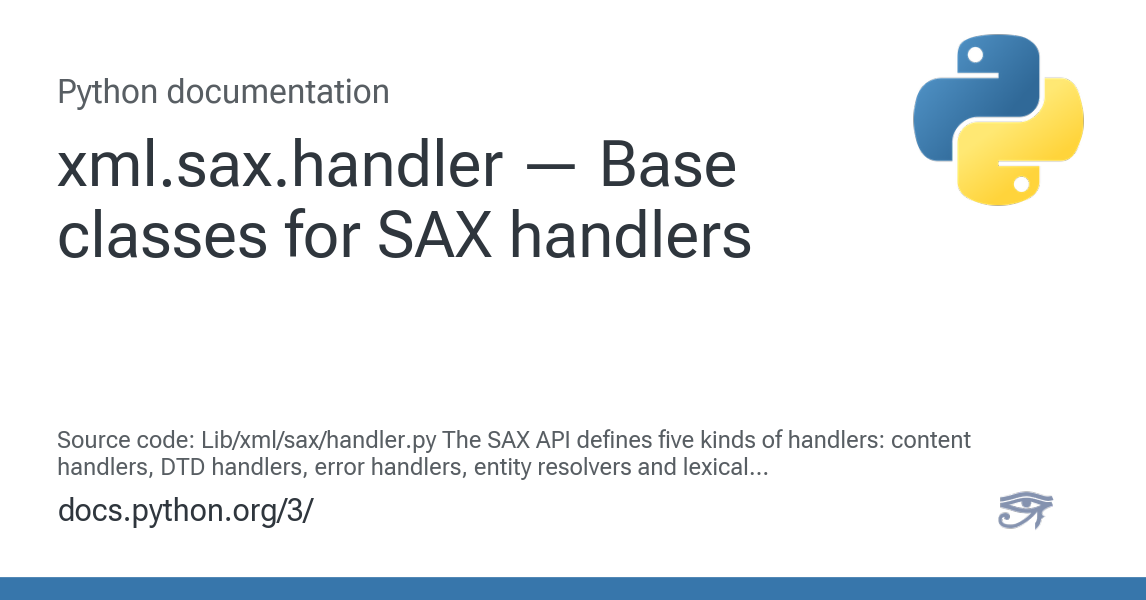 Python documentation
xml.sax.handler — Base
classes for SAX handlers
Source code: Lib/xml/sax/handler.py The SAX API defines five kinds of handlers: content
handlers, DTD handlers, error handlers, entity resolvers and lexical...
docs.python.org/3/